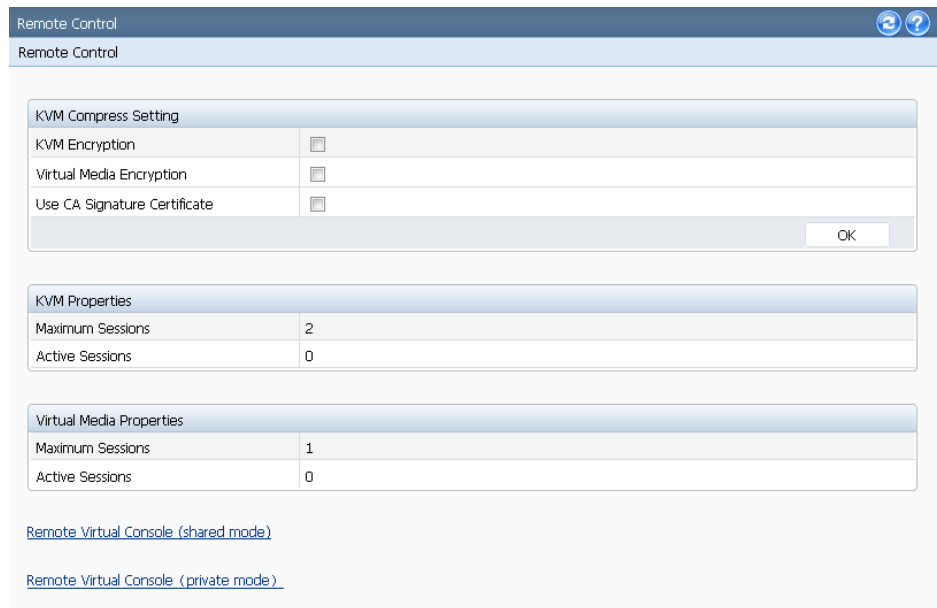 Remote Control
Remote Control
KVM Compress Setting
KVM Encryption
Virtual Media Encryption
Use CA Signature Certificate
OK
KVM Properties
Maximum Sessions 2
Active Sessions 0
Virtual Media Properties
Maximum Sessions 1
Active Sessions 0
Remote Virtual Console (shared mode)
Remote Virtual Console (private mode)